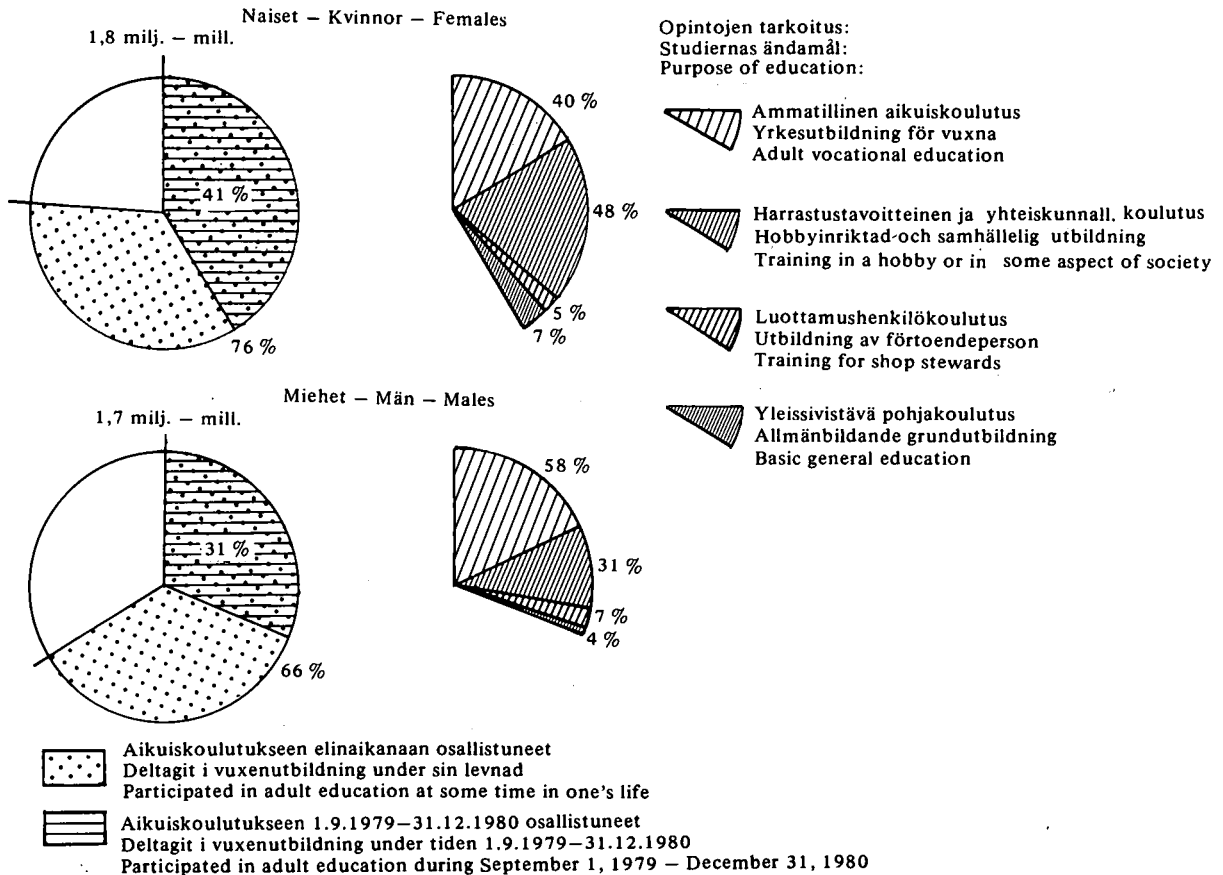 Naiset – Kvinnor – Females
1,8 milj. – mill.
41 %
76 %
40 %
48 %
5 %
7 %
Opintojen tarkoitus:
Studiernas ändamål:
Purpose of education:
Ammatillinen aikuiskoulutus
Yrkesutbildning för vuxna
Adult vocational education
Harrastustavoitteinen ja yhteiskunnall. koulutus
Hobbyinriktad-och samhällelig utbildning
Training in a hobby or in some aspect of society
Luottamushenkilökoulutus
Utbildning av förtoendeperson
Training for shop stewards
Yleissivistävä pohjakoulutus
Allmänbildande grundutbildning
Basic general education
Miehet – Män – Males
1,7 milj. – mill.
31 %
66 %
58 %
31 %
7 %
4 %
Aikuiskoulutukseen elinaikanaan osallistuneet
Deltagit i vuxenutbildning under sin levnad
Participated in adult education at some time in one's life
Aikuiskoulutukseen 1.9.1979–31.12.1980 osallistuneet
Deltagit i vuxenutbildning under tiden 1.9.1979–31.12.1980
Participated in adult education during September 1, 1979 – December 31, 1980